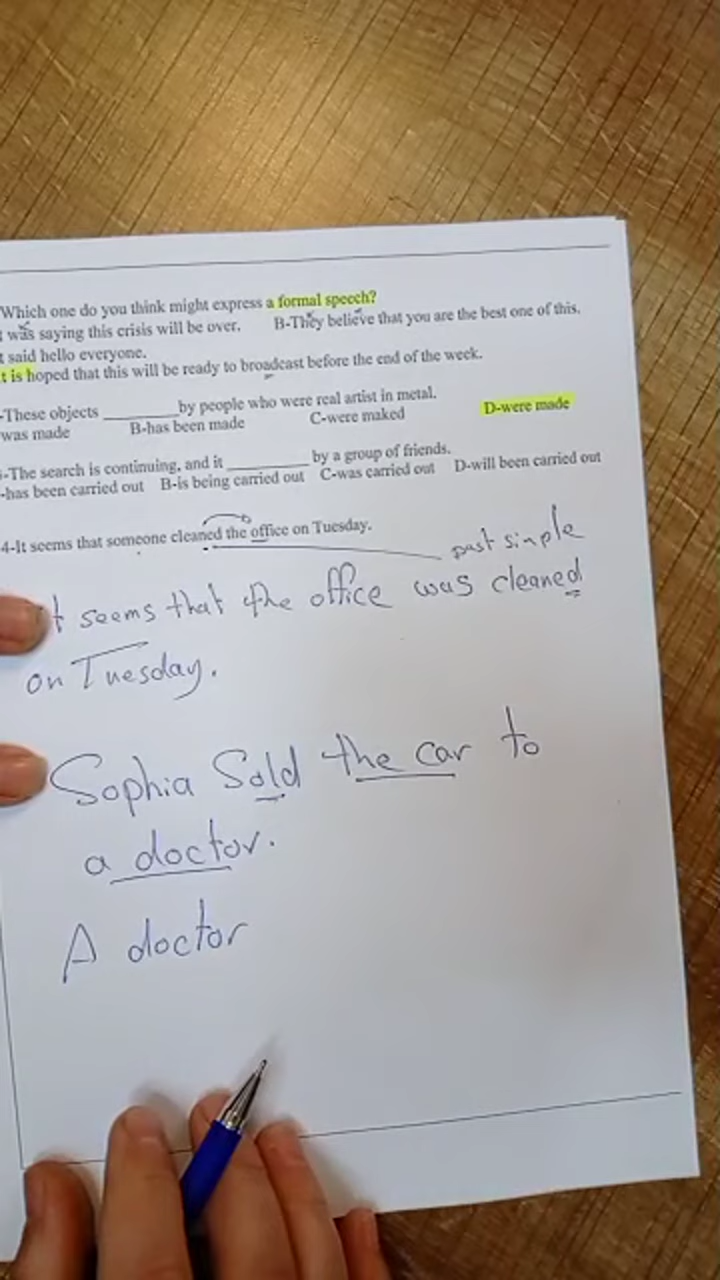 Which one do you think might express a formal speech?
was saying this crisis will be over. B-They believe that you are the best one of this.
t said hello everyone.
t is hoped that this will be ready to broadcast before the end of the week.
-These objects ________ by people who were real artist in metal.
was made B-has been made C-were maked D-were made
-The search is continuing, and it ________ by a group of friends.
-has been carried out B-is being carried out C-was carried out D-will been carried out
4-It seems that someone cleaned the office on Tuesday.
past simple
t seems that the office was cleaned
on Tuesday.
Sophia Sold the car to
a doctor.
A doctor